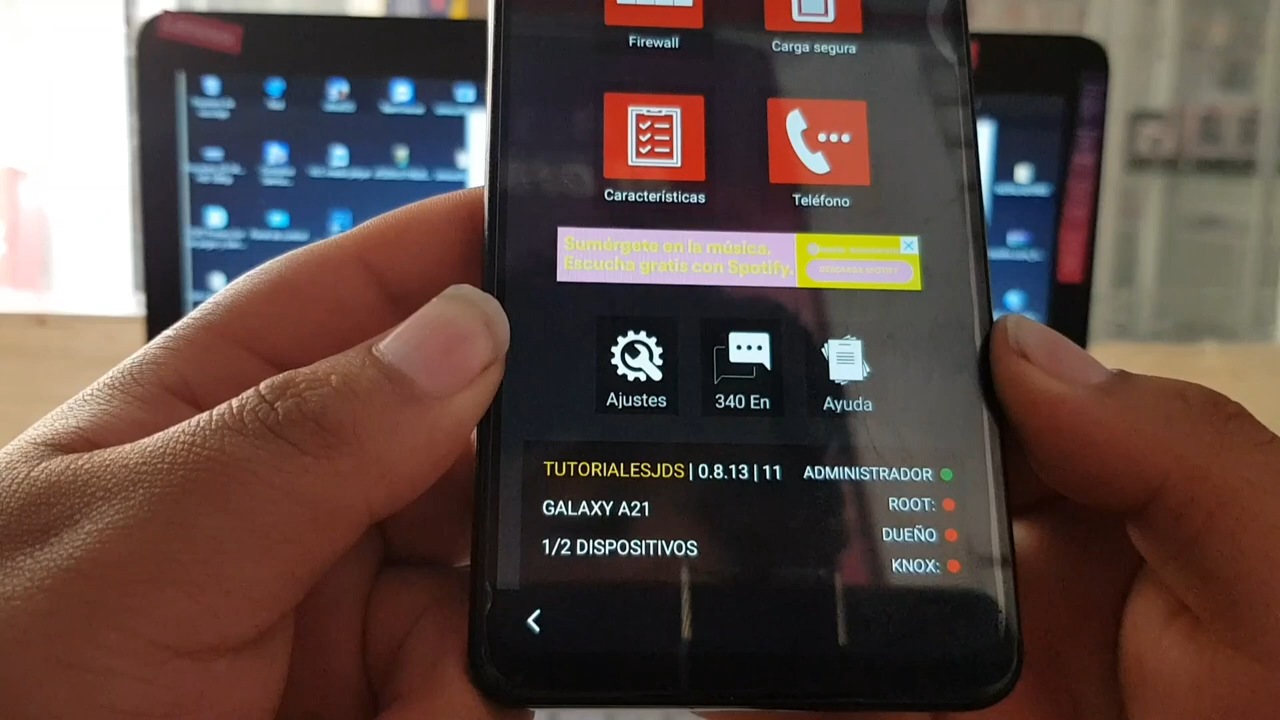 Firewall
Carga segura
Características
Teléfono
Sumérgete en la música.
Escucha gratis con Spotify.
Ajustes
340 En
Ayuda
TUTORIALESJDS | 0.8.13 | 11
ADMINISTRADOR
GALAXY A21
ROOT:
DUEÑO
1/2 DISPOSITIVOS
KNOX: